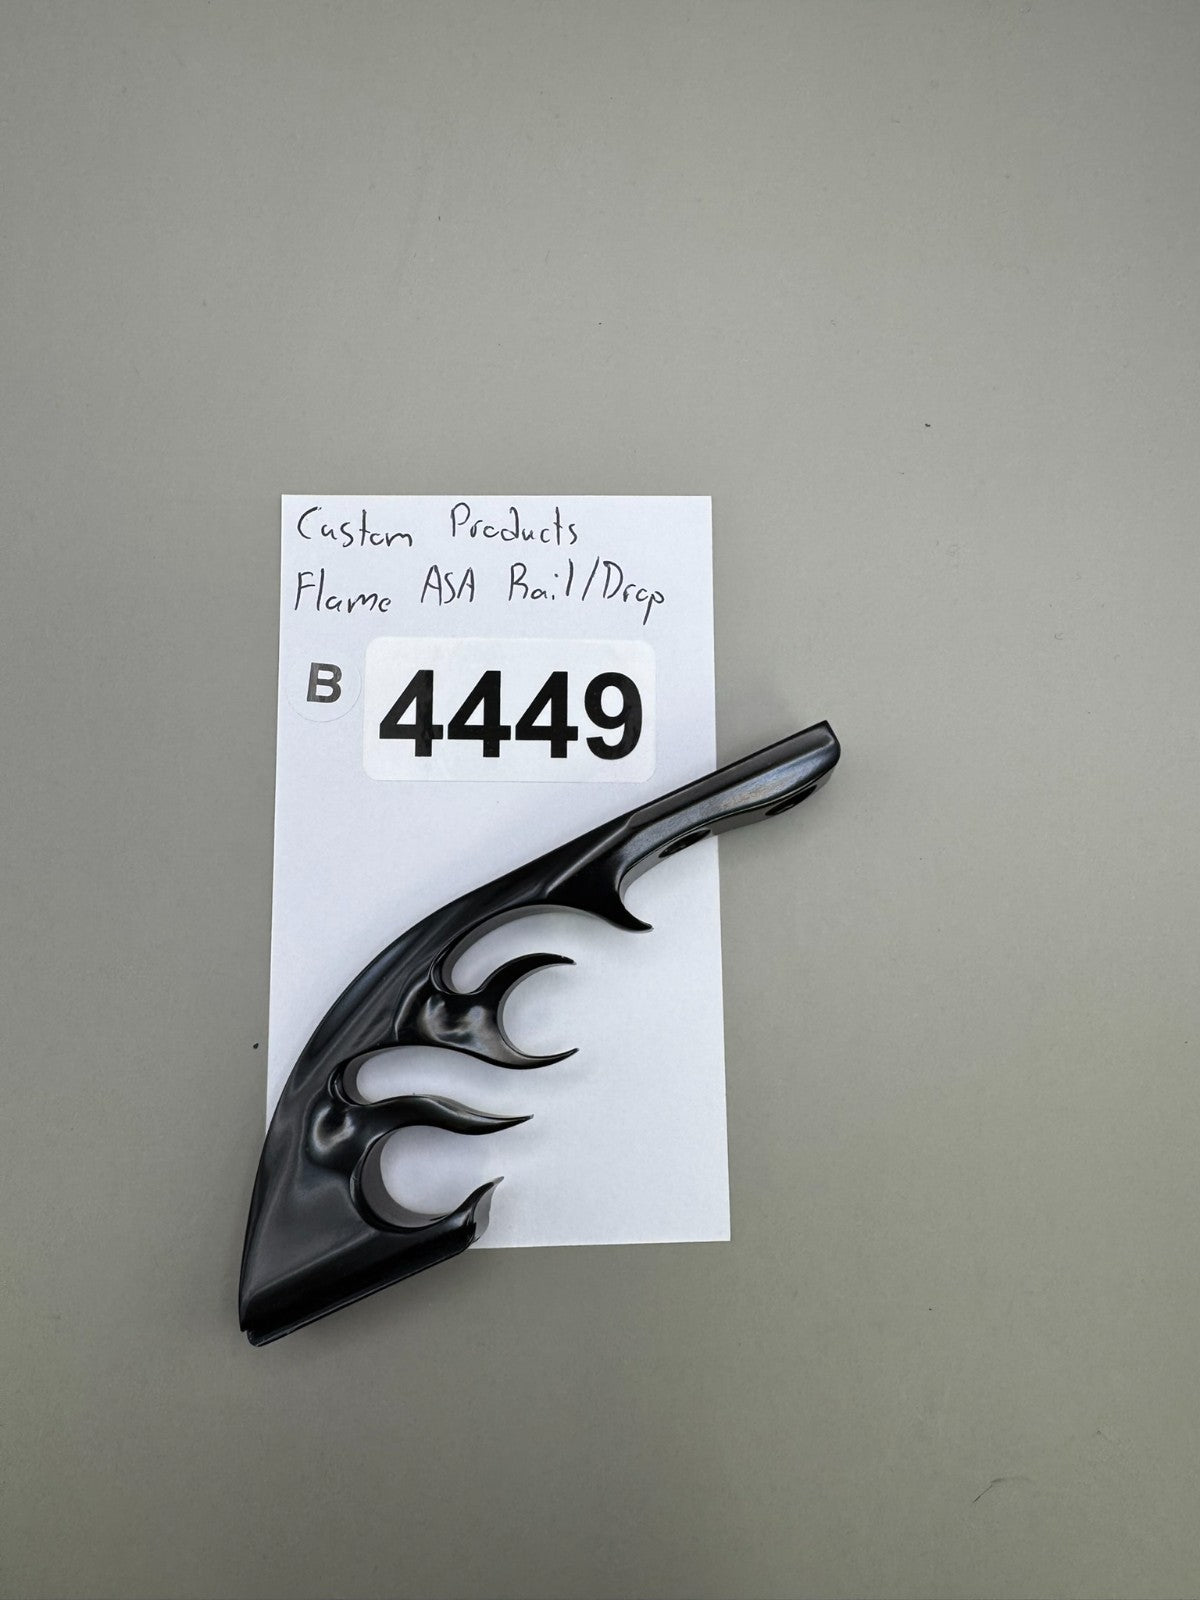 Custom Products
Flame ASA Rail/Drop
B 4449